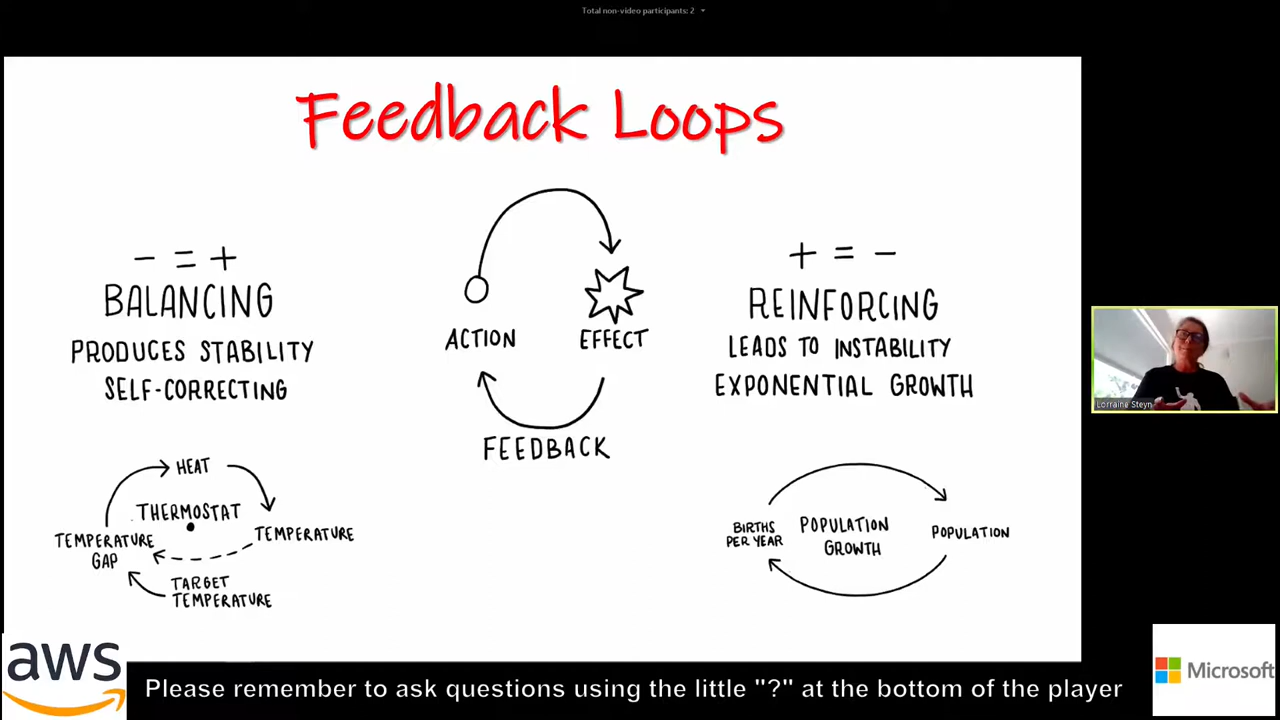 Total non-video participants: 2
Feedback Loops
- = +
BALANCING
PRODUCES STABILITY
SELF-CORRECTING
ACTION
EFFECT
FEEDBACK
+ = -
REINFORCING
LEADS TO INSTABILITY
EXPONENTIAL GROWTH
HEAT
THERMOSTAT
TEMPERATURE
GAP
TEMPERATURE
TARGET
TEMPERATURE
BIRTHS
PER YEAR
POPULATION
GROWTH
POPULATION
Lorraine Steyn
aws
Please remember to ask questions using the little "?" at the bottom of the player
Microsoft